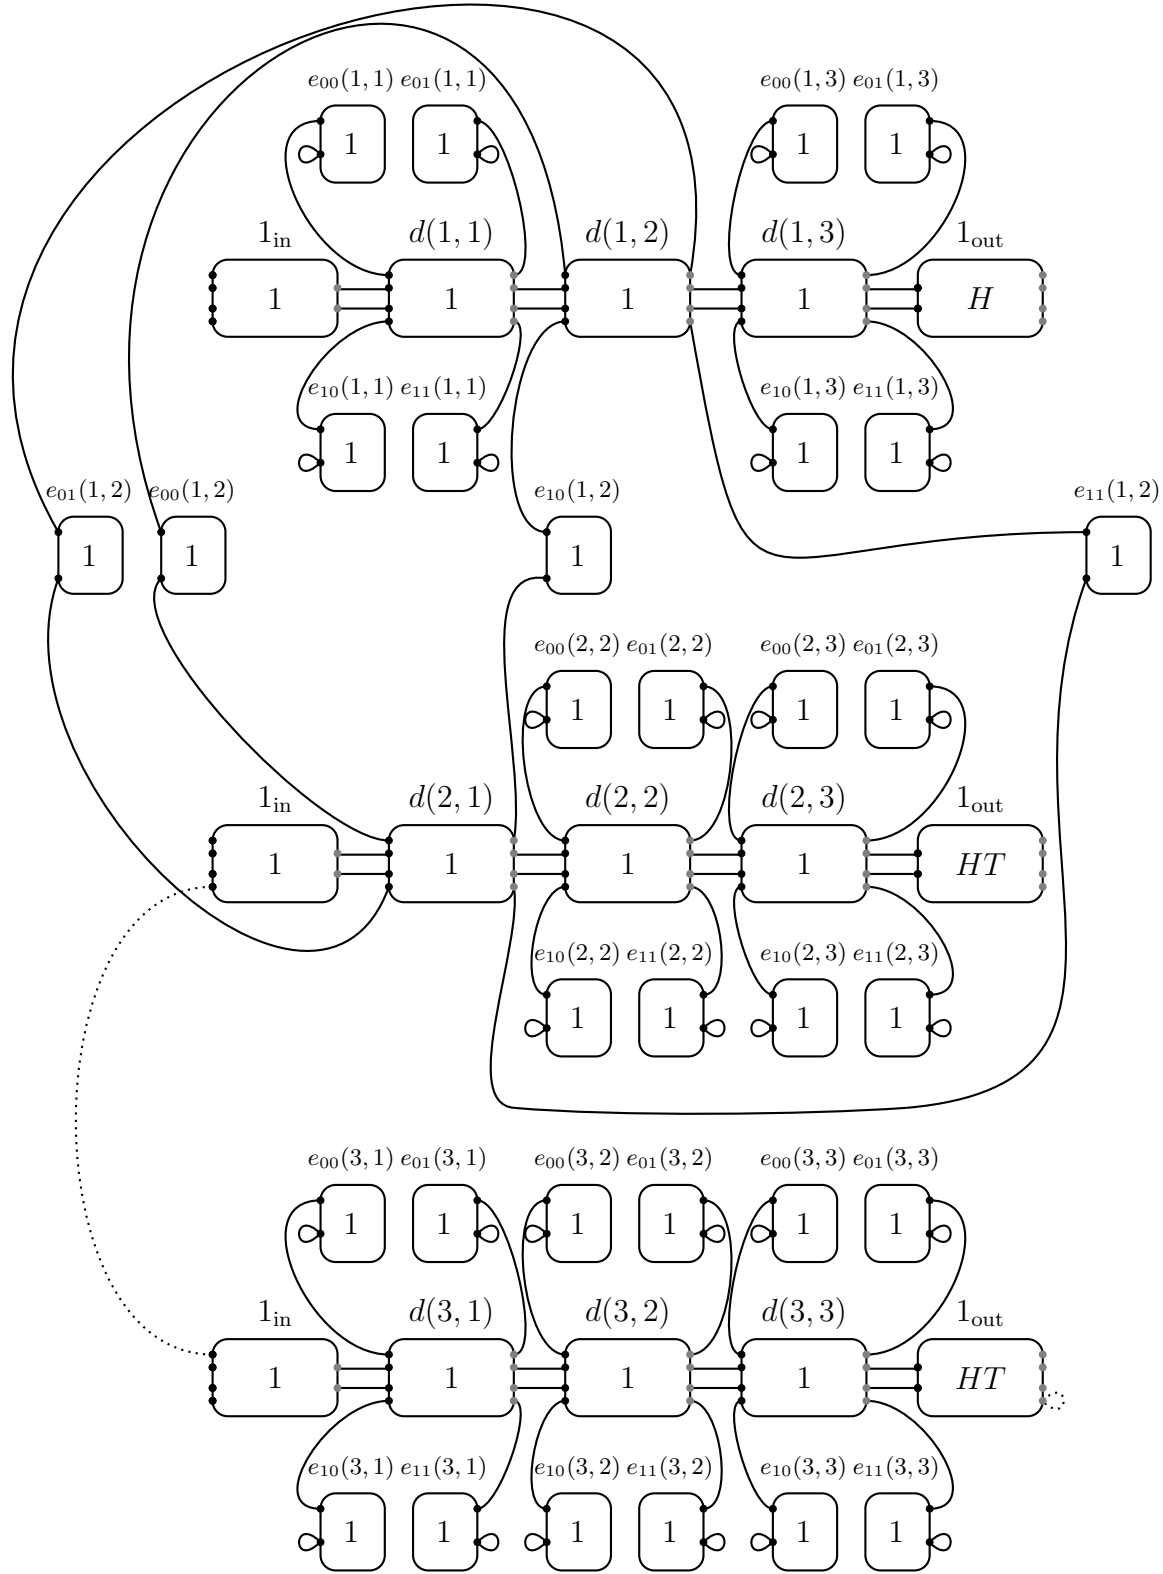 e₀₀(1, 1) e₀₁(1, 1) e₀₀(1, 3) e₀₁(1, 3)
1 1 1 1
1ᵢₙ d(1, 1) d(1, 2) d(1, 3) 1ₒᵤₜ
1 1 1 1 H
e₁₀(1, 1) e₁₁(1, 1) e₁₀(1, 3) e₁₁(1, 3)
1 1 1 1
e₀₁(1, 2) e₀₀(1, 2) e₁₀(1, 2) e₁₁(1, 2)
1 1 1 1
e₀₀(2, 2) e₀₁(2, 2) e₀₀(2, 3) e₀₁(2, 3)
1 1 1 1
1ᵢₙ d(2, 1) d(2, 2) d(2, 3) 1ₒᵤₜ
1 1 1 1 HT
e₁₀(2, 2) e₁₁(2, 2) e₁₀(2, 3) e₁₁(2, 3)
1 1 1 1
e₀₀(3, 1) e₀₁(3, 1) e₀₀(3, 2) e₀₁(3, 2) e₀₀(3, 3) e₀₁(3, 3)
1 1 1 1 1 1
1ᵢₙ d(3, 1) d(3, 2) d(3, 3) 1ₒᵤₜ
1 1 1 1 HT
e₁₀(3, 1) e₁₁(3, 1) e₁₀(3, 2) e₁₁(3, 2) e₁₀(3, 3) e₁₁(3, 3)
1 1 1 1 1 1